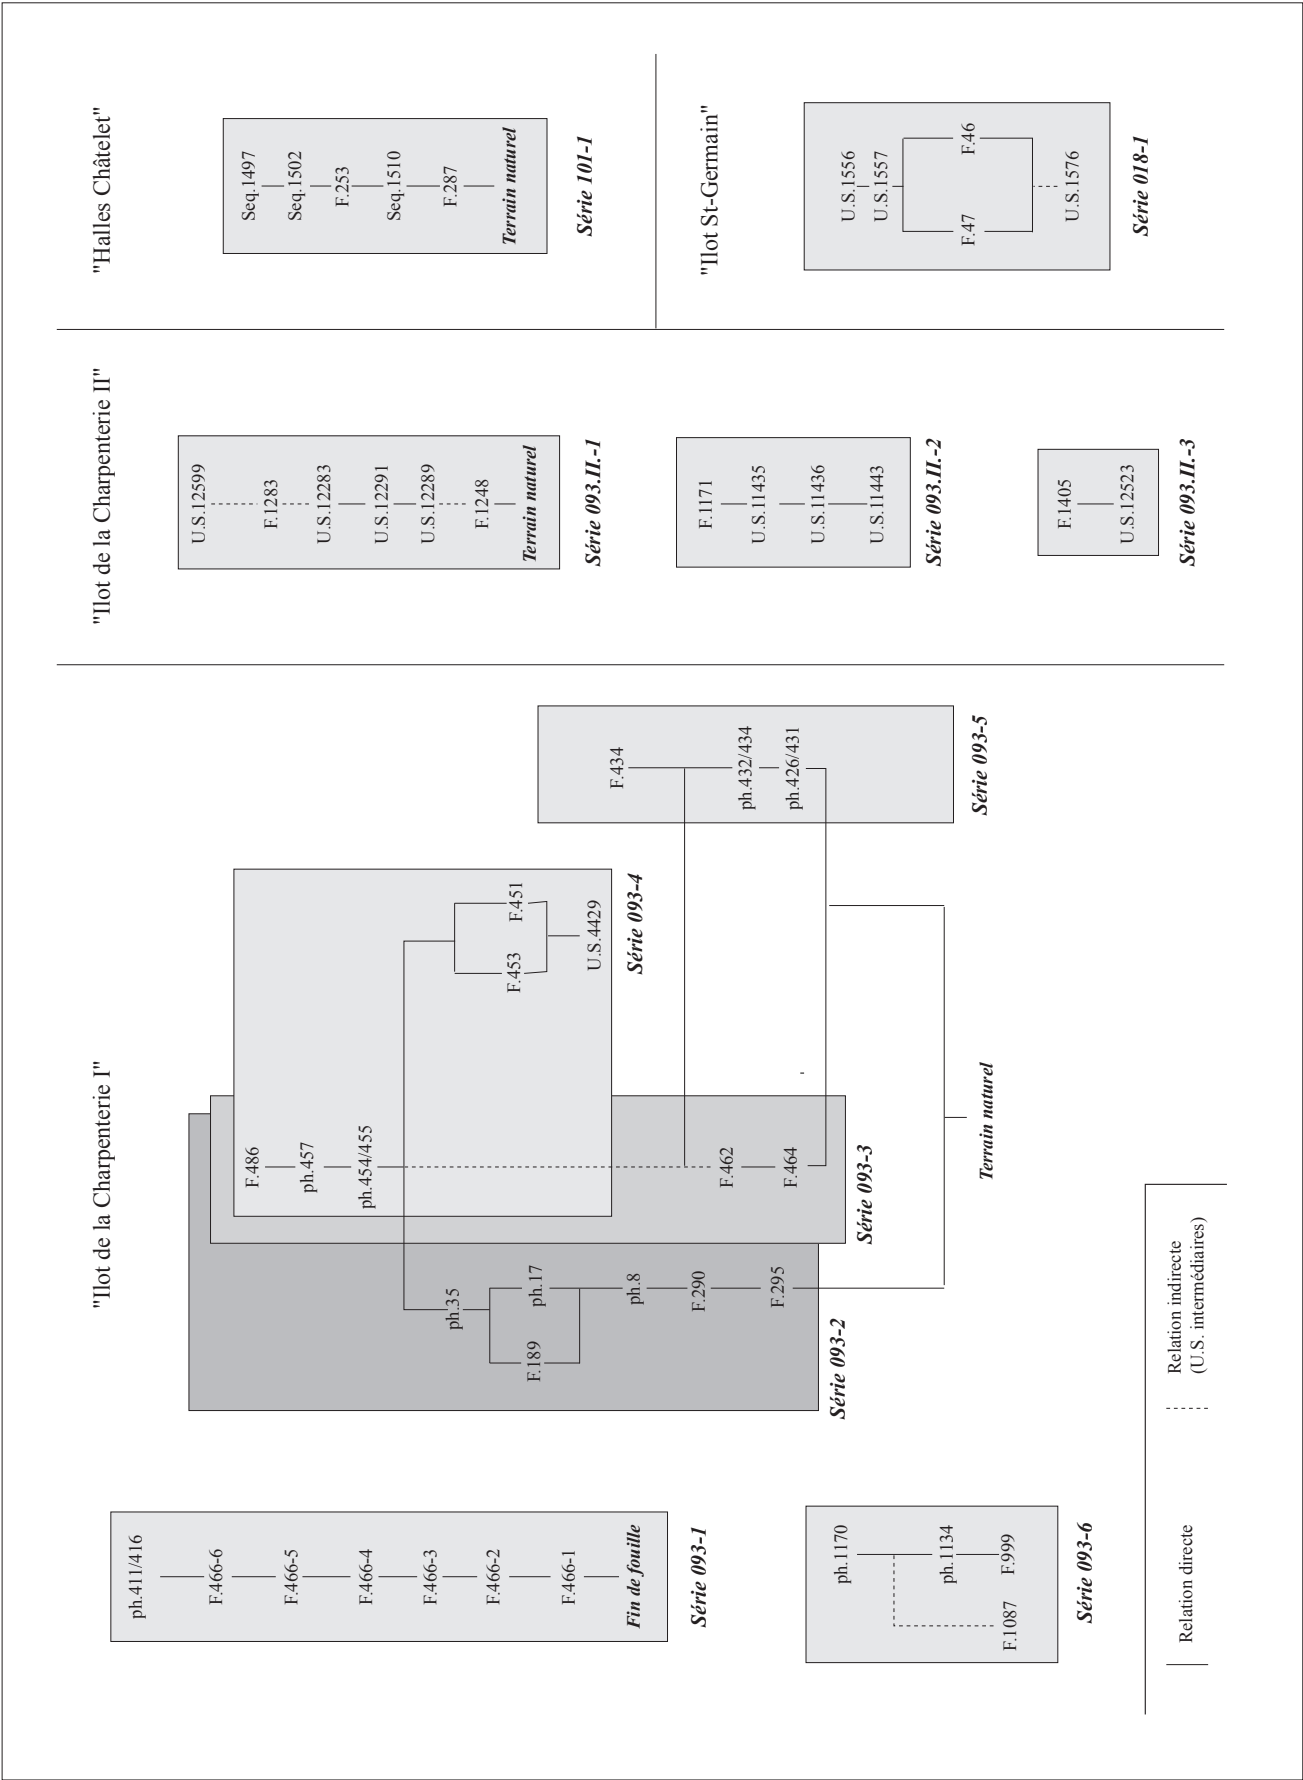 "Ilot de la Charpenterie I"
ph.411/416
F.466-6
F.466-5
F.466-4
F.466-3
F.466-2
F.466-1
Fin de fouille
Série 093-1
ph.1170
ph.1134
F.1087
F.999
Série 093-6
ph.35
F.189
ph.17
ph.8
F.290
F.295
Série 093-2
F.486
ph.457
ph.454/455
F.462
F.464
Série 093-3
F.453
F.451
U.S.4429
Série 093-4
F.434
ph.432/434
ph.426/431
Série 093-5
Terrain naturel
"Ilot de la Charpenterie II"
U.S.12599
F.1283
U.S.12283
U.S.12291
U.S.12289
F.1248
Terrain naturel
Série 093.II.-1
F.1171
U.S.11435
U.S.11436
U.S.11443
Série 093.II.-2
F.1405
U.S.12523
Série 093.II.-3
"Halles Châtelet"
Seq.1497
Seq.1502
F.253
Seq.1510
F.287
Terrain naturel
Série 101-1
"Ilot St-Germain"
U.S.1556
U.S.1557
F.47
F.46
U.S.1576
Série 018-1
Relation directe
Relation indirecte
(U.S. intermédiaires)